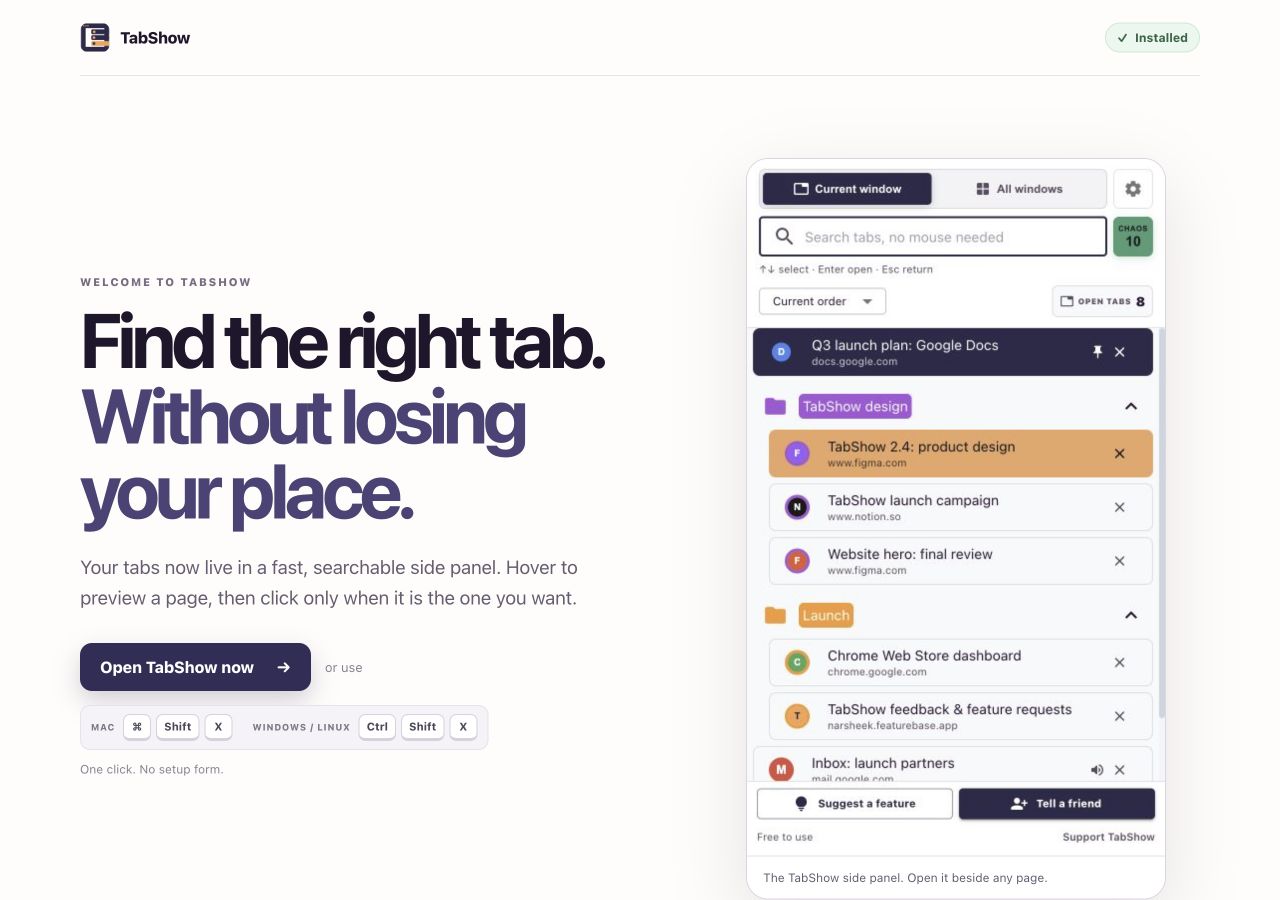 TabShow
Installed
WELCOME TO TABSHOW
Find the right tab.
Without losing
your place.
Your tabs now live in a fast, searchable side panel. Hover to
preview a page, then click only when it is the one you want.
Open TabShow now →
or use
MAC ⌘ Shift X WINDOWS / LINUX Ctrl Shift X
One click. No setup form.
Current window
All windows
Search tabs, no mouse needed
CHAOS
10
↑↓ select · Enter open · Esc return
Current order
OPEN TABS 8
D
Q3 launch plan: Google Docs
docs.google.com
TabShow design
F
TabShow 2.4: product design
www.figma.com
N
TabShow launch campaign
www.notion.so
F
Website hero: final review
www.figma.com
Launch
C
Chrome Web Store dashboard
chrome.google.com
T
TabShow feedback & feature requests
narsheek.featurebase.app
M
Inbox: launch partners
mail.google.com
Suggest a feature
Tell a friend
Free to use
Support TabShow
The TabShow side panel. Open it beside any page.